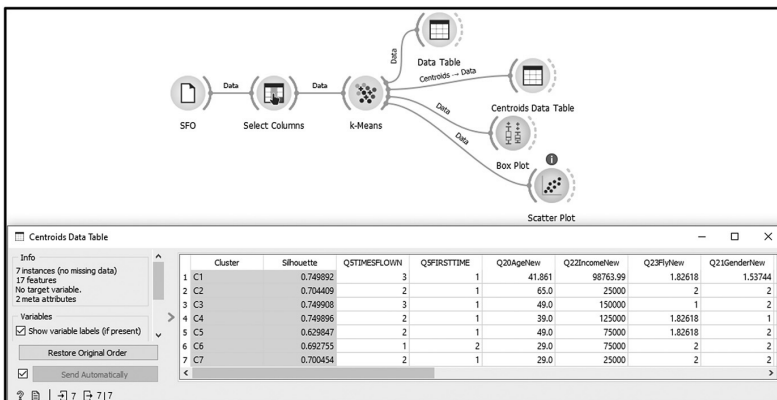 Data
Data Table
Data
Data
Centroids → Data
SFO
Select Columns
k-Means
Centroids Data Table
Data
Data
Box Plot
Scatter Plot
Centroids Data Table
Info
7 instances (no missing data)
17 features
No target variable.
2 meta attributes
Variables
Show variable labels (if present)
Restore Original Order
Send Automatically
7 7|7
Cluster Silhouette Q5TIMESFLOWN Q5FIRSTTIME Q20AgeNew Q22IncomeNew Q23FlyNew Q21GenderNew
1 C1 0.749892 3 1 41.861 98763.99 1.82618 1.53744
2 C2 0.704409 2 1 65.0 25000 2 2
3 C3 0.749908 3 1 49.0 150000 1 2
4 C4 0.749896 2 1 39.0 125000 1.82618 1
5 C5 0.629847 2 1 49.0 75000 1.82618 2
6 C6 0.692755 1 2 29.0 75000 2 2
7 C7 0.700454 2 1 29.0 25000 2 2